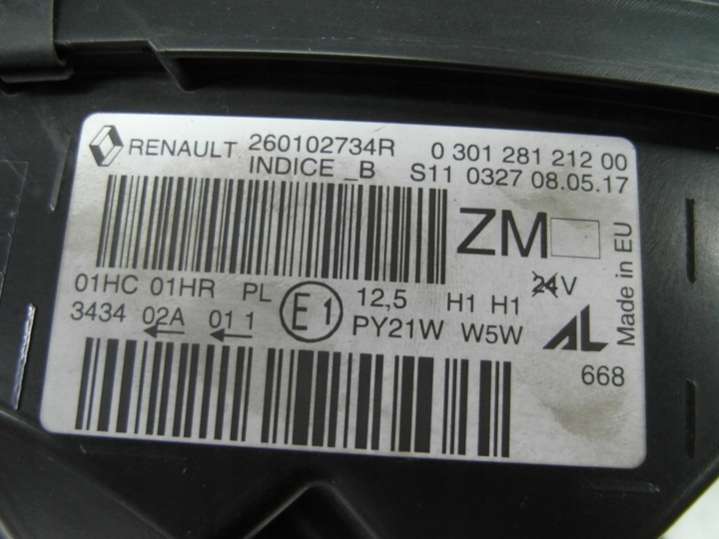 RENAULT 260102734R 0 301 281 212 00
INDICE _B S11 0327 08.05.17
ZM
Made in EU
01HC 01HR PL E1 12,5 H1 H1 24V
3434 02A 01 1 PY21W W5W AL
668